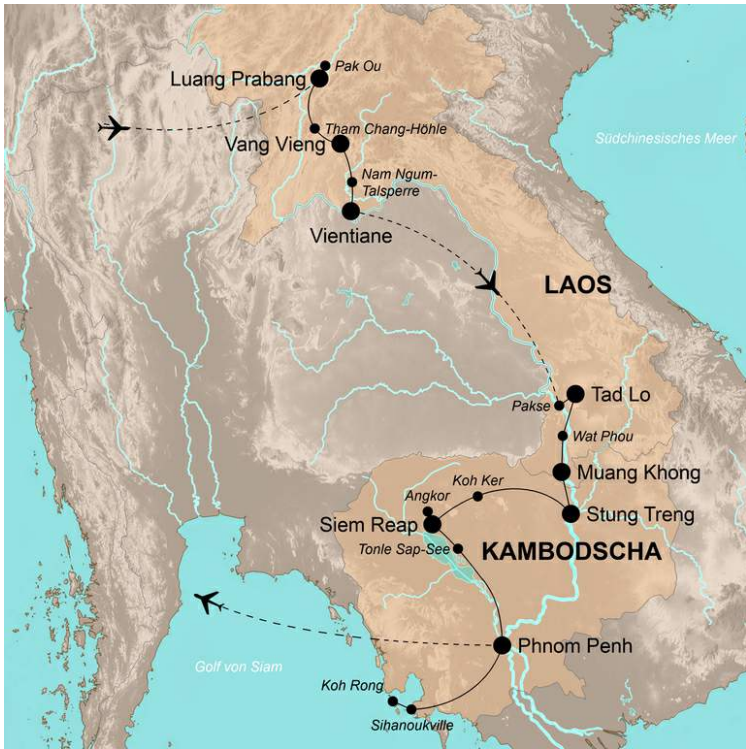 Pak Ou
Luang Prabang
Tham Chang-Höhle
Vang Vieng
Südchinesisches Meer
Nam Ngum-
Talsperre
Vientiane
LAOS
Tad Lo
Pakse
Wat Phou
Muang Khong
Koh Ker
Angkor
Stung Treng
Siem Reap
KAMBODSCHA
Tonle Sap-See
Phnom Penh
Golf von Siam
Koh Rong
Sihanoukville